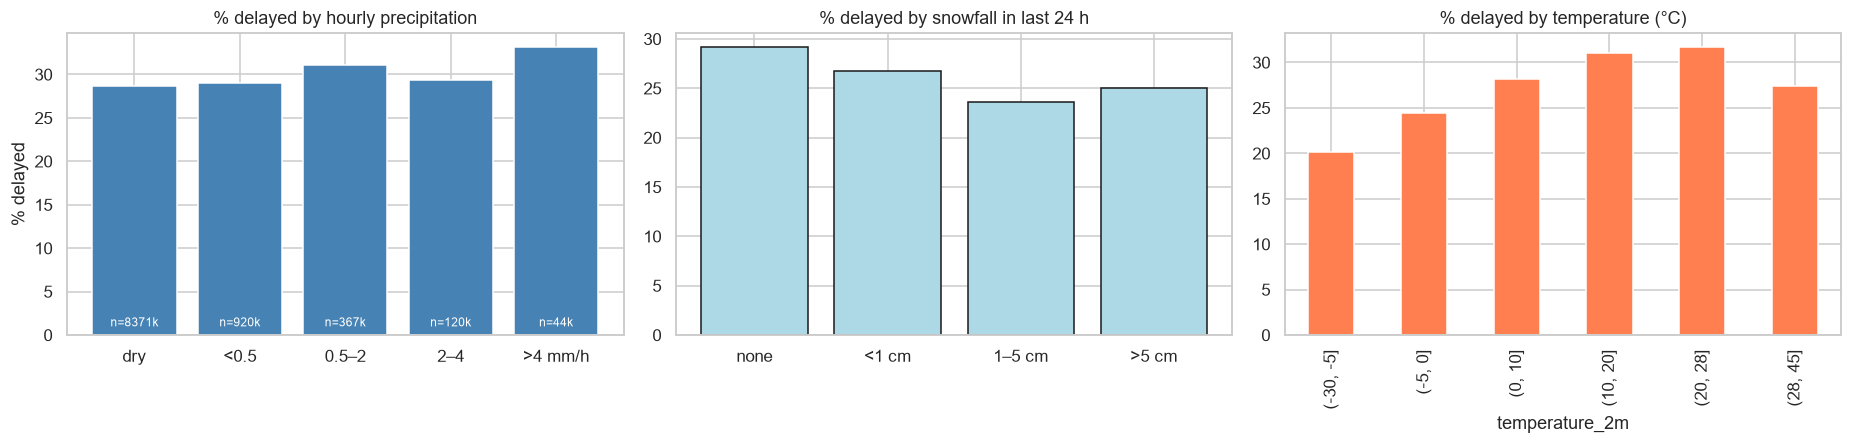 % delayed by hourly precipitation
% delayed
30
25
20
15
10
5
0
n=8371k n=920k n=367k n=120k n=44k
dry <0.5 0.5–2 2–4 >4 mm/h
% delayed by snowfall in last 24 h
30
25
20
15
10
5
0
none <1 cm 1–5 cm >5 cm
% delayed by temperature (°C)
30
25
20
15
10
5
0
(-30, -5] (-5, 0] (0, 10] (10, 20] (20, 28] (28, 45]
temperature_2m